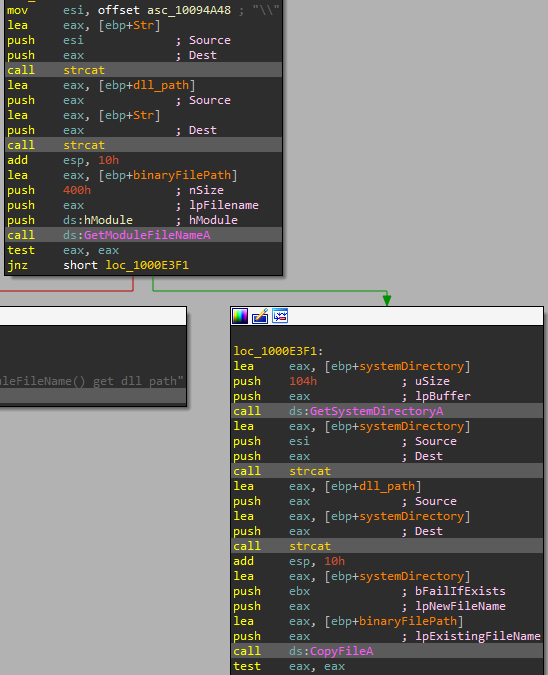 mov     esi, offset asc_10094A48 ; "\\"
lea     eax, [ebp+Str]
push    esi             ; Source
push    eax             ; Dest
call    strcat
lea     eax, [ebp+dll_path]
push    eax             ; Source
lea     eax, [ebp+Str]
push    eax             ; Dest
call    strcat
add     esp, 10h
lea     eax, [ebp+binaryFilePath]
push    400h            ; nSize
push    eax             ; lpFilename
push    ds:hModule      ; hModule
call    ds:GetModuleFileNameA
test    eax, eax
jnz     short loc_1000E3F1
uleFileName() get dll path"
loc_1000E3F1:
lea     eax, [ebp+systemDirectory]
push    104h            ; uSize
push    eax             ; lpBuffer
call    ds:GetSystemDirectoryA
lea     eax, [ebp+systemDirectory]
push    esi             ; Source
push    eax             ; Dest
call    strcat
lea     eax, [ebp+dll_path]
push    eax             ; Source
lea     eax, [ebp+systemDirectory]
push    eax             ; Dest
call    strcat
add     esp, 10h
lea     eax, [ebp+systemDirectory]
push    ebx             ; bFailIfExists
push    eax             ; lpNewFileName
lea     eax, [ebp+binaryFilePath]
push    eax             ; lpExistingFileName
call    ds:CopyFileA
test    eax, eax